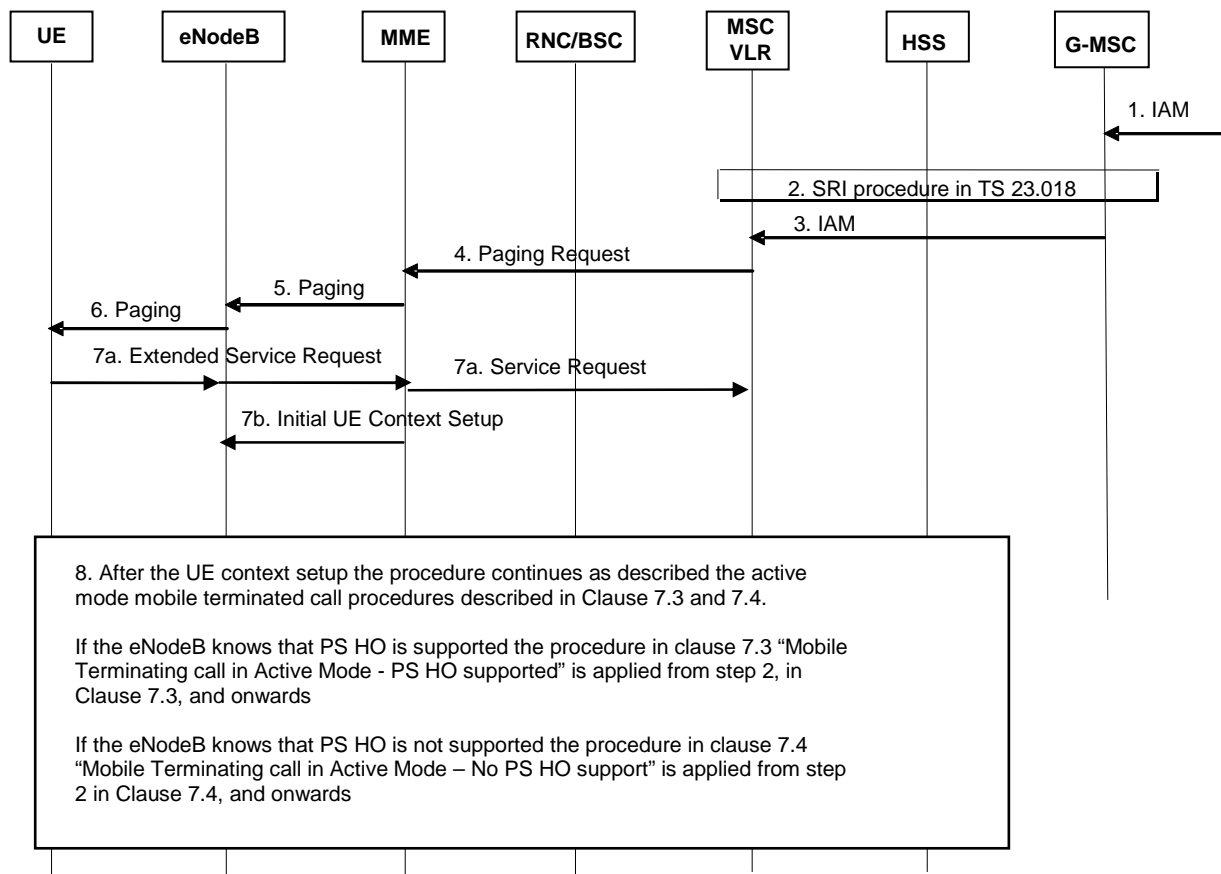 UE
eNodeB
MME
RNC/BSC
MSC
VLR
HSS
G-MSC
1. IAM
2. SRI procedure in TS 23.018
3. IAM
4. Paging Request
5. Paging
6. Paging
7a. Extended Service Request
7a. Service Request
7b. Initial UE Context Setup
8. After the UE context setup the procedure continues as described the active
mode mobile terminated call procedures described in Clause 7.3 and 7.4.
If the eNodeB knows that PS HO is supported the procedure in clause 7.3 “Mobile
Terminating call in Active Mode - PS HO supported” is applied from step 2, in
Clause 7.3, and onwards
If the eNodeB knows that PS HO is not supported the procedure in clause 7.4
“Mobile Terminating call in Active Mode – No PS HO support” is applied from step
2 in Clause 7.4, and onwards